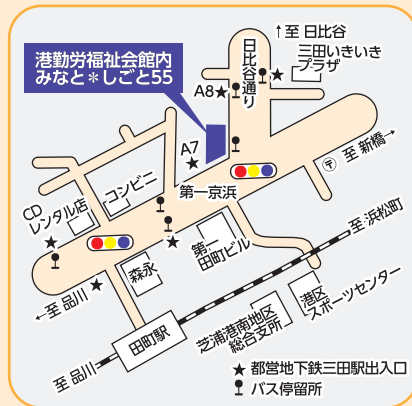 ↑至 日比谷
三田いきいき
プラザ
日比谷通り
港勤労福祉会館内
みなと＊しごと55
A8★
★
A7
★
〒 至 新橋→
第一京浜
コンビニ
CD
レンタル店
★
★
第一
田町ビル
至 浜松町
森永
★
←至 品川
港区
スポーツセンター
芝浦港南地区
総合支所
田町駅
至 品川
★ 都営地下鉄三田駅出入口
バス停留所